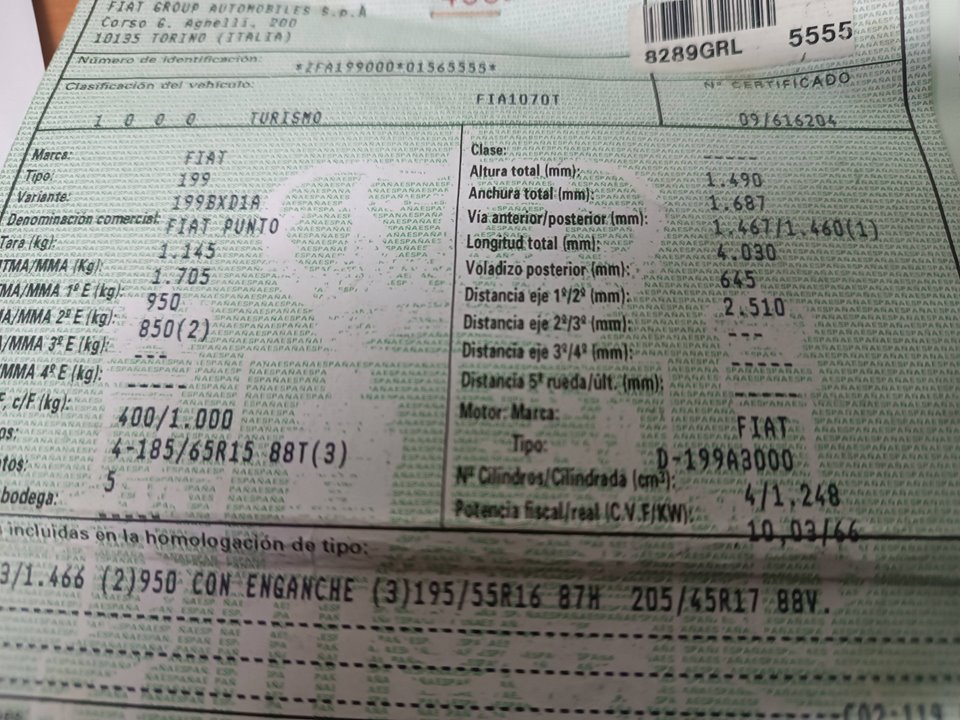 FIAT GROUP AUTOMOBILES S.p.A
Corso G. Agnelli, 200
10135 TORINO (ITALIA)
8289GRL 5555
Número de identificación: *ZFA199000*01565555*
Clasificación del vehículo: FIA1070T Nº CERTIFICADO
1 0 0 0 TURISMO 09/616204
Marca: FIAT
Tipo: 199
Variante: 199BXD1A
Denominación comercial: FIAT PUNTO
Tara (kg): 1.145
MTMA/MMA (Kg): 1.705
MA/MMA 1º E (kg): 950
A/MMA 2º E (kg): 850(2)
/MMA 3º E (kg): ---
MMA 4º E (kg): -----
F, c/F (kg): 400/1.000
os: 4-185/65R15 88T(3)
tos: 5
bodega: -----
Clase: -----
Altura total (mm): 1.490
Anchura total (mm): 1.687
Vía anterior/posterior (mm): 1.467/1.460(1)
Longitud total (mm): 4.030
Voladizo posterior (mm): 645
Distancia eje 1º/2º (mm): 2.510
Distancia eje 2º/3º (mm): ---
Distancia eje 3º/4º (mm): -----
Distancia 5ª rueda/últ. (mm): -----
Motor: Marca: FIAT
Tipo: D-199A3000
Nº Cilindros/Cilindrada (cm³): 4/1.248
Potencia fiscal/real (C.V.F/KW): 10,03/66
incluidas en la homologación de tipo:
3/1.466 (2)950 CON ENGANCHE (3)195/55R16 87H 205/45R17 88V.
CO2:119